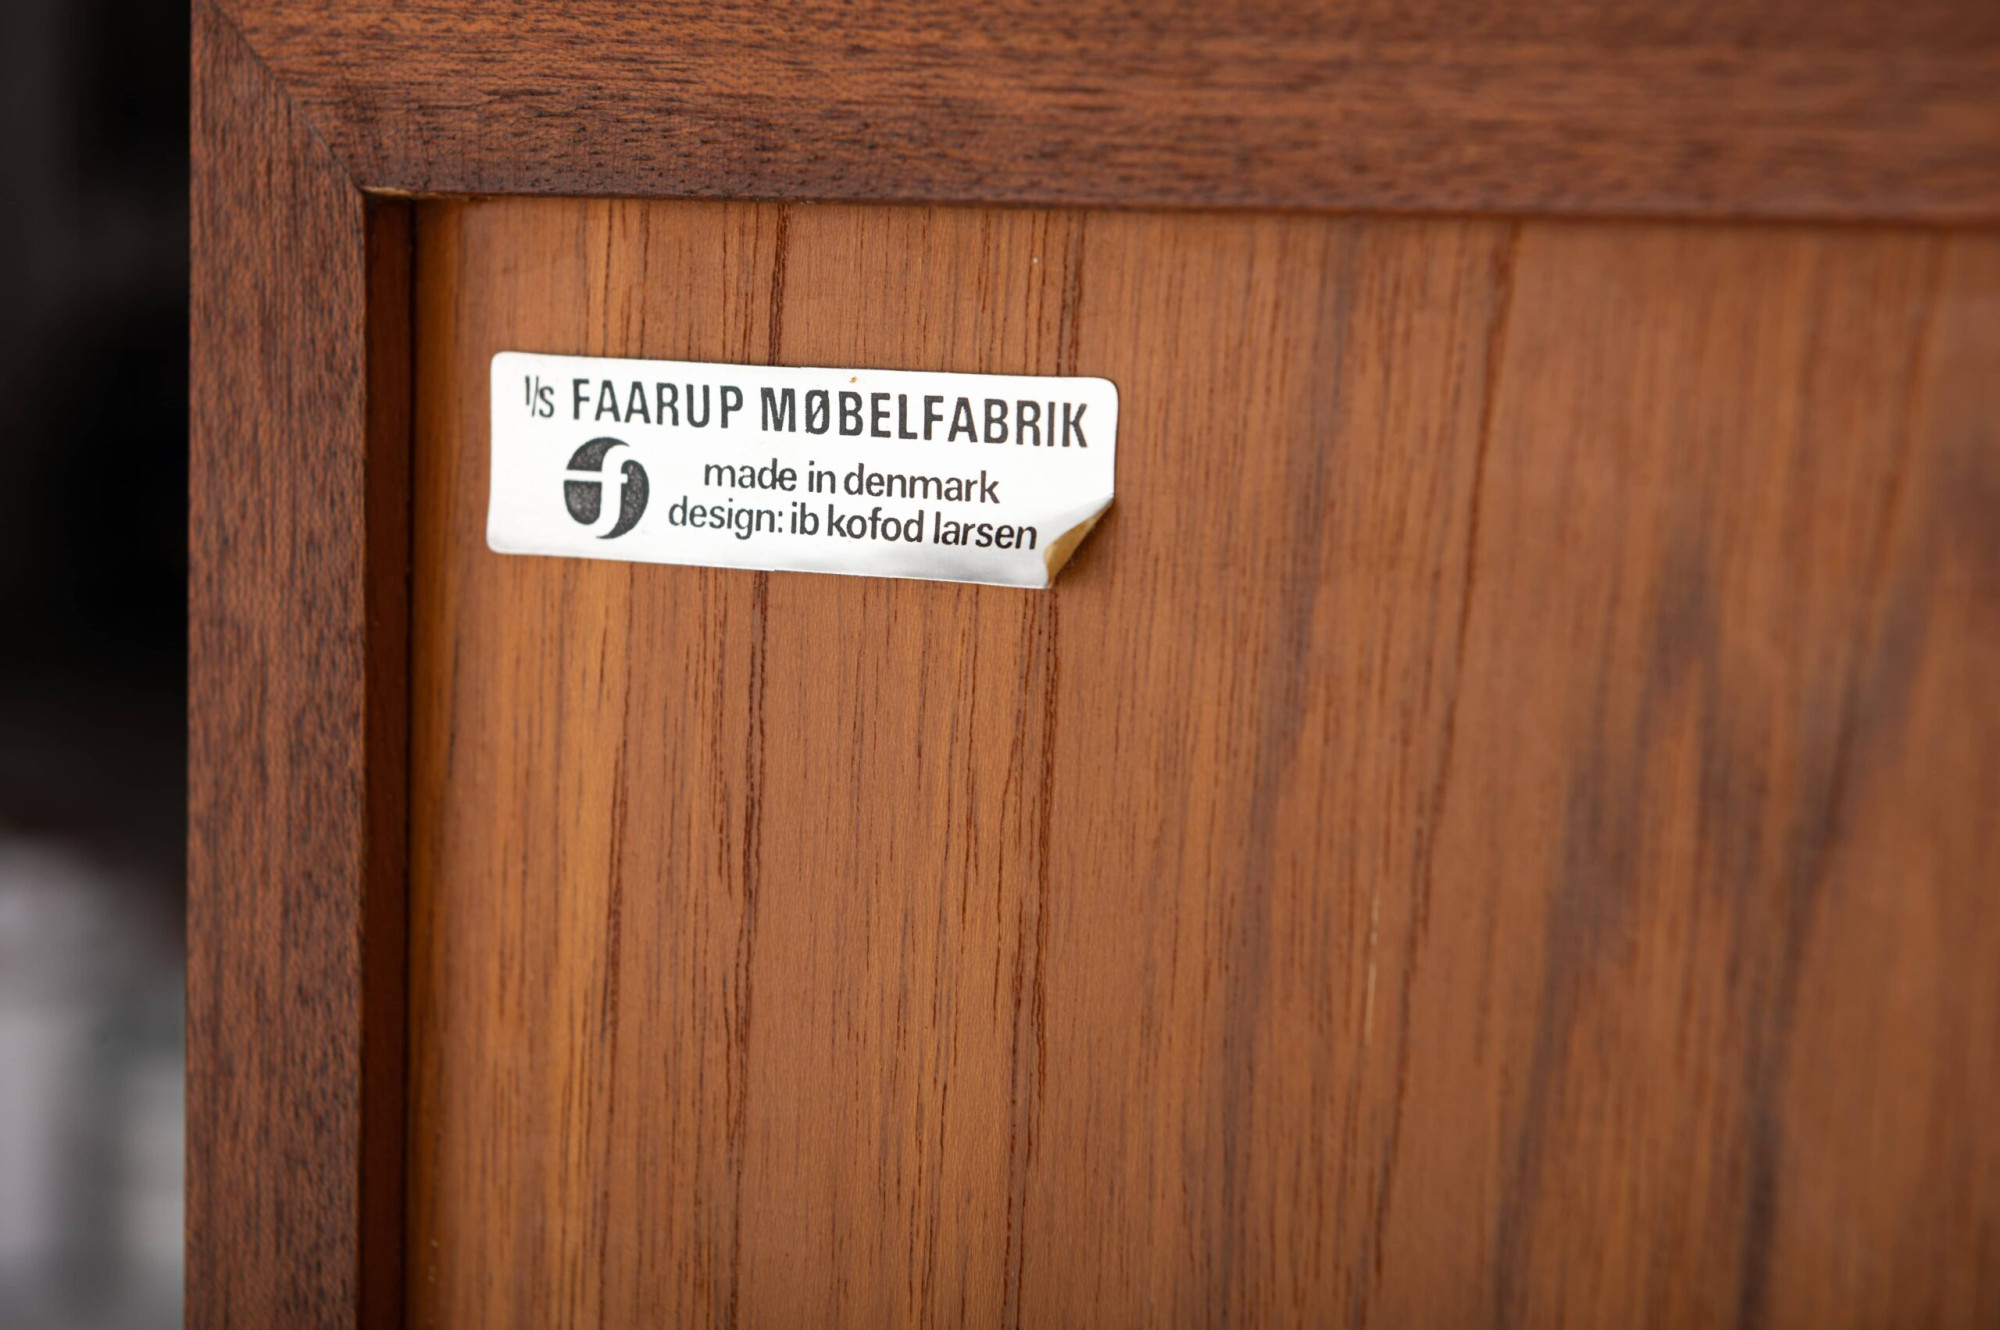 I/S FAARUP MØBELFABRIK
f
made in denmark
design: ib kofod larsen